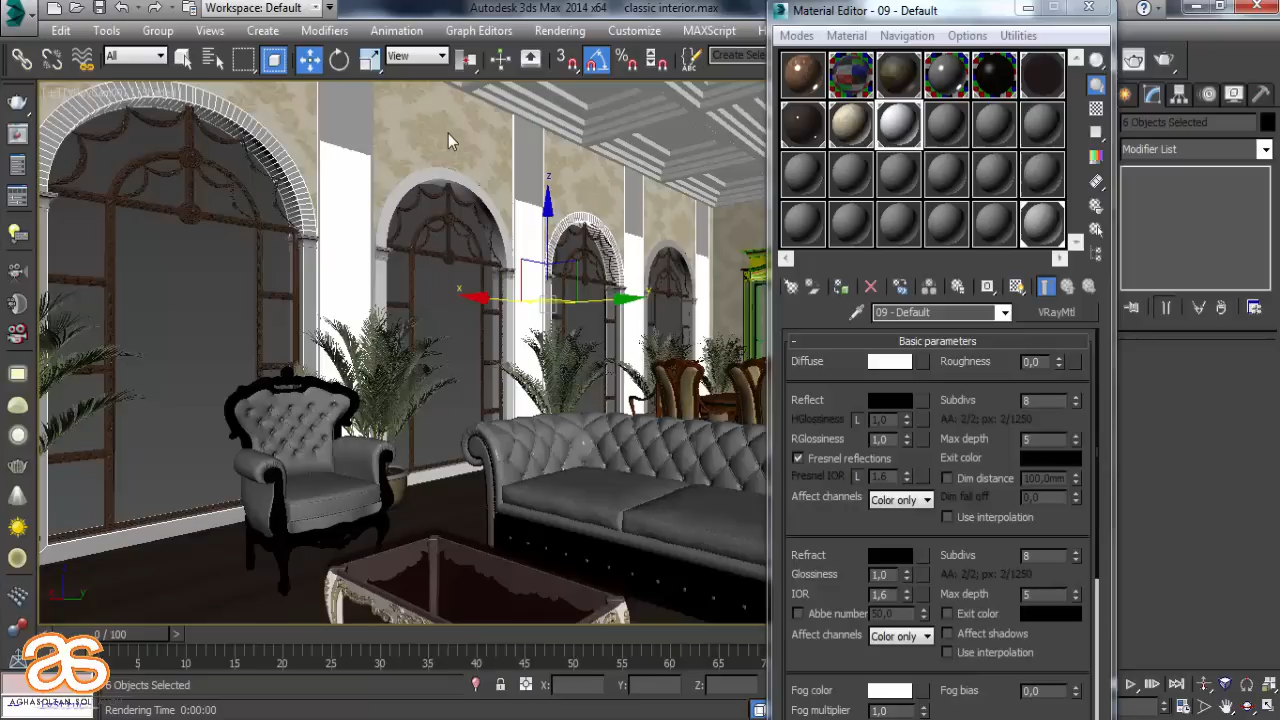 Workspace: Default
Autodesk 3ds Max 2014 x64 classic interior.max
Material Editor - 09 - Default
Edit Tools Group Views Create Modifiers Animation Graph Editors Rendering Customize MAXScript
Modes Material Navigation Options Utilities
All
View
Create Selec
6 Objects Selected
Modifier List
09 - Default
VRayMtl
Basic parameters
Diffuse
Roughness 0,0
Reflect
Subdivs 8
HGlossiness L 1,0
AA: 2/2; px: 2/1250
RGlossiness 1,0
Max depth 5
Fresnel reflections
Exit color
Fresnel IOR L 1.6
Dim distance 100,0mm
Affect channels Color only
Dim fall off 0,0
Use interpolation
Refract
Subdivs 8
Glossiness 1,0
AA: 2/2; px: 2/1250
IOR 1,6
Max depth 5
Abbe number 50,0
Exit color
Affect channels Color only
Affect shadows
Use interpolation
Fog color
Fog bias 0,0
Fog multiplier 1,0
z
x
y
0 / 100
5 10 15 20 25 30 35 40 45 50 55 60 65
6 Objects Selected
X: Y: Z:
Rendering Time 0:00:00
as
AGHASOLTAN.SOL